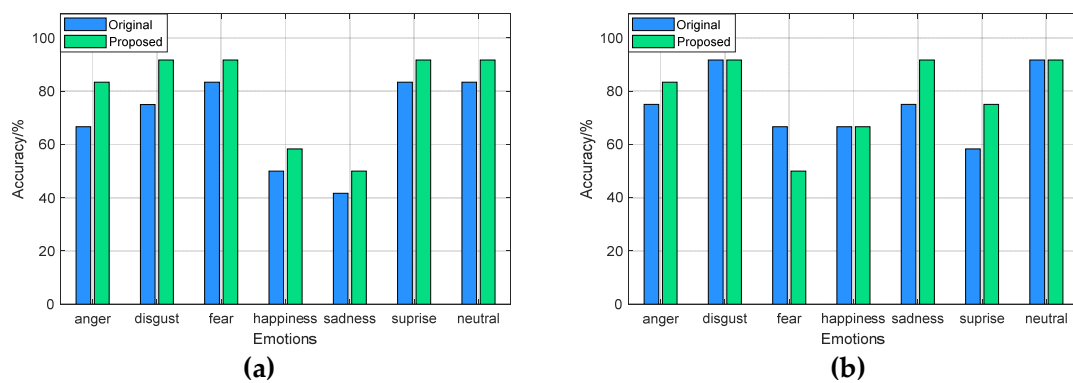 Original
Proposed
100
80
60
40
20
0
Accuracy/%
anger disgust fear happiness sadness suprise neutral
Emotions
(a)
Original
Proposed
100
80
60
40
20
0
Accuracy/%
anger disgust fear happiness sadness suprise neutral
Emotions
(b)